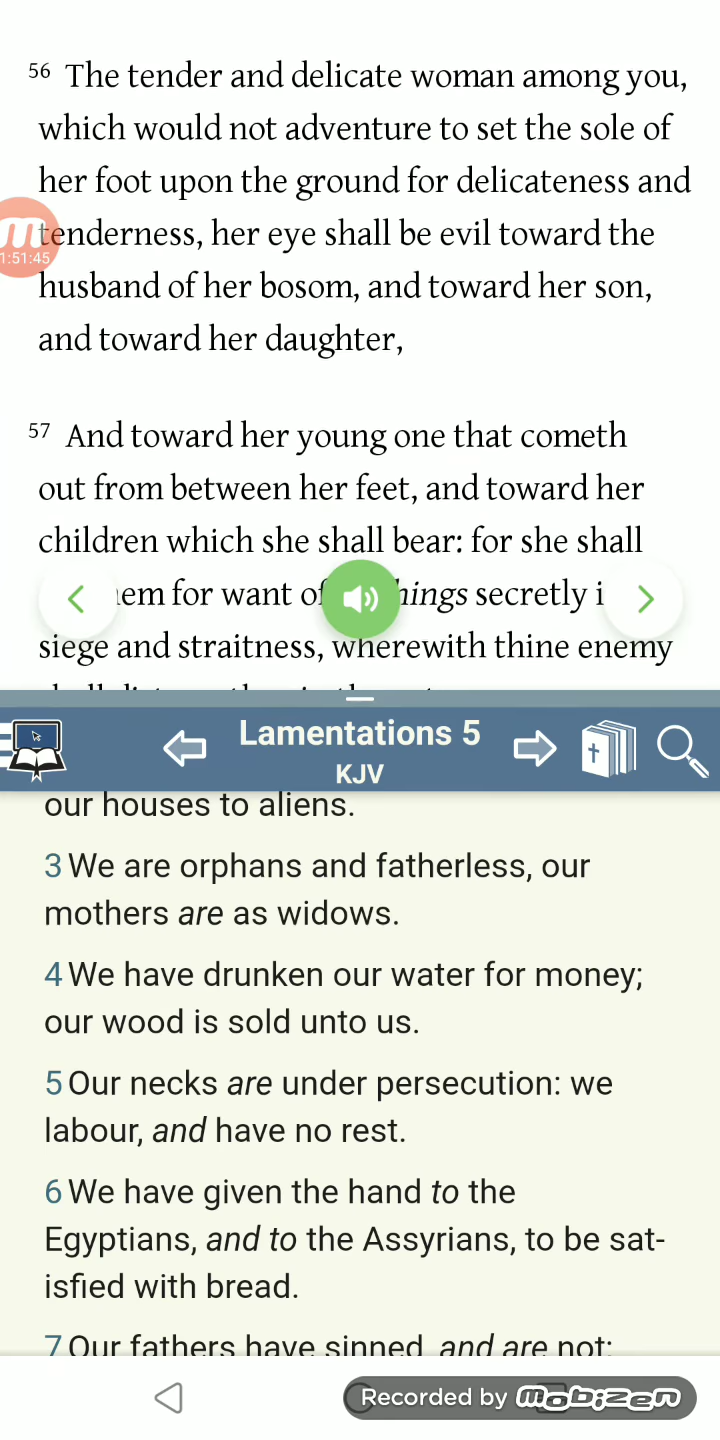 56 The tender and delicate woman among you,
which would not adventure to set the sole of
her foot upon the ground for delicateness and
tenderness, her eye shall be evil toward the
1:51:45
husband of her bosom, and toward her son,
and toward her daughter,
57 And toward her young one that cometh
out from between her feet, and toward her
children which she shall bear: for she shall
for want secretly
siege and straitness, wherewith thine enemy
Lamentations 5
KJV
our houses to aliens.
3 We are orphans and fatherless, our
mothers are as widows.
4 We have drunken our water for money;
our wood is sold unto us.
5 Our necks are under persecution: we
labour, and have no rest.
6 We have given the hand to the
Egyptians, and to the Assyrians, to be sat-
isfied with bread.
7 Our fathers have sinned, and are not;
Recorded by mobizen